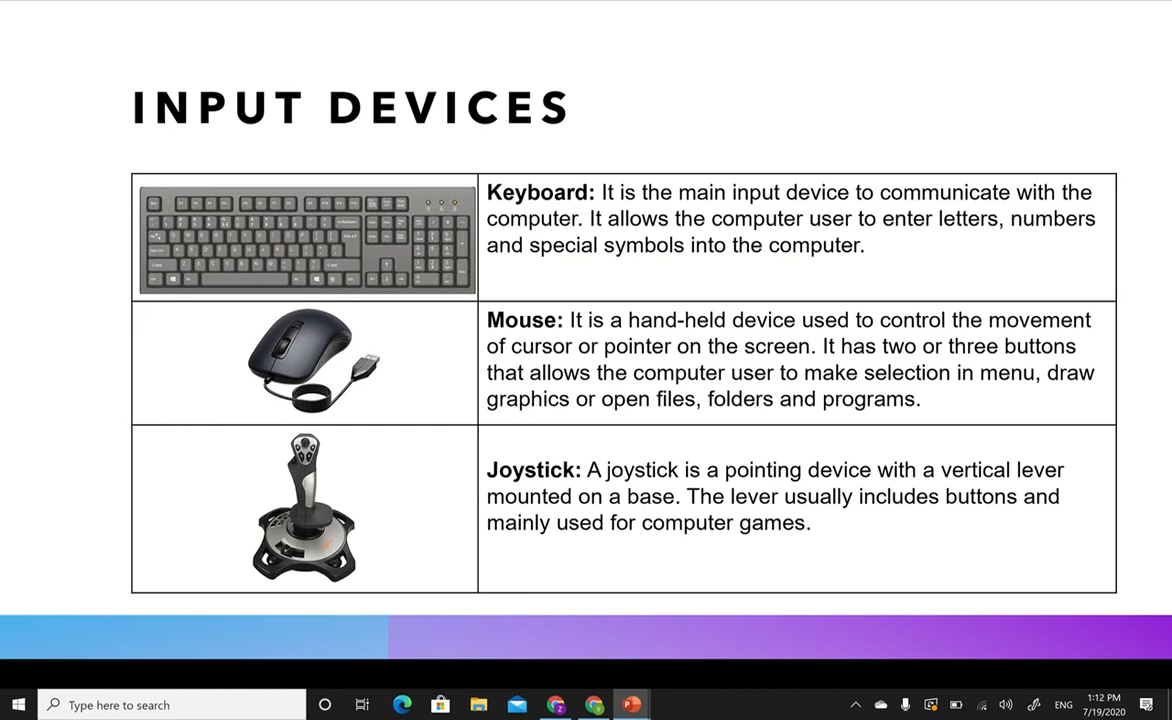 INPUT DEVICES
Keyboard: It is the main input device to communicate with the
computer. It allows the computer user to enter letters, numbers
and special symbols into the computer.
Mouse: It is a hand-held device used to control the movement
of cursor or pointer on the screen. It has two or three buttons
that allows the computer user to make selection in menu, draw
graphics or open files, folders and programs.
Joystick: A joystick is a pointing device with a vertical lever
mounted on a base. The lever usually includes buttons and
mainly used for computer games.
Type here to search
ENG
1:12 PM
7/19/2020